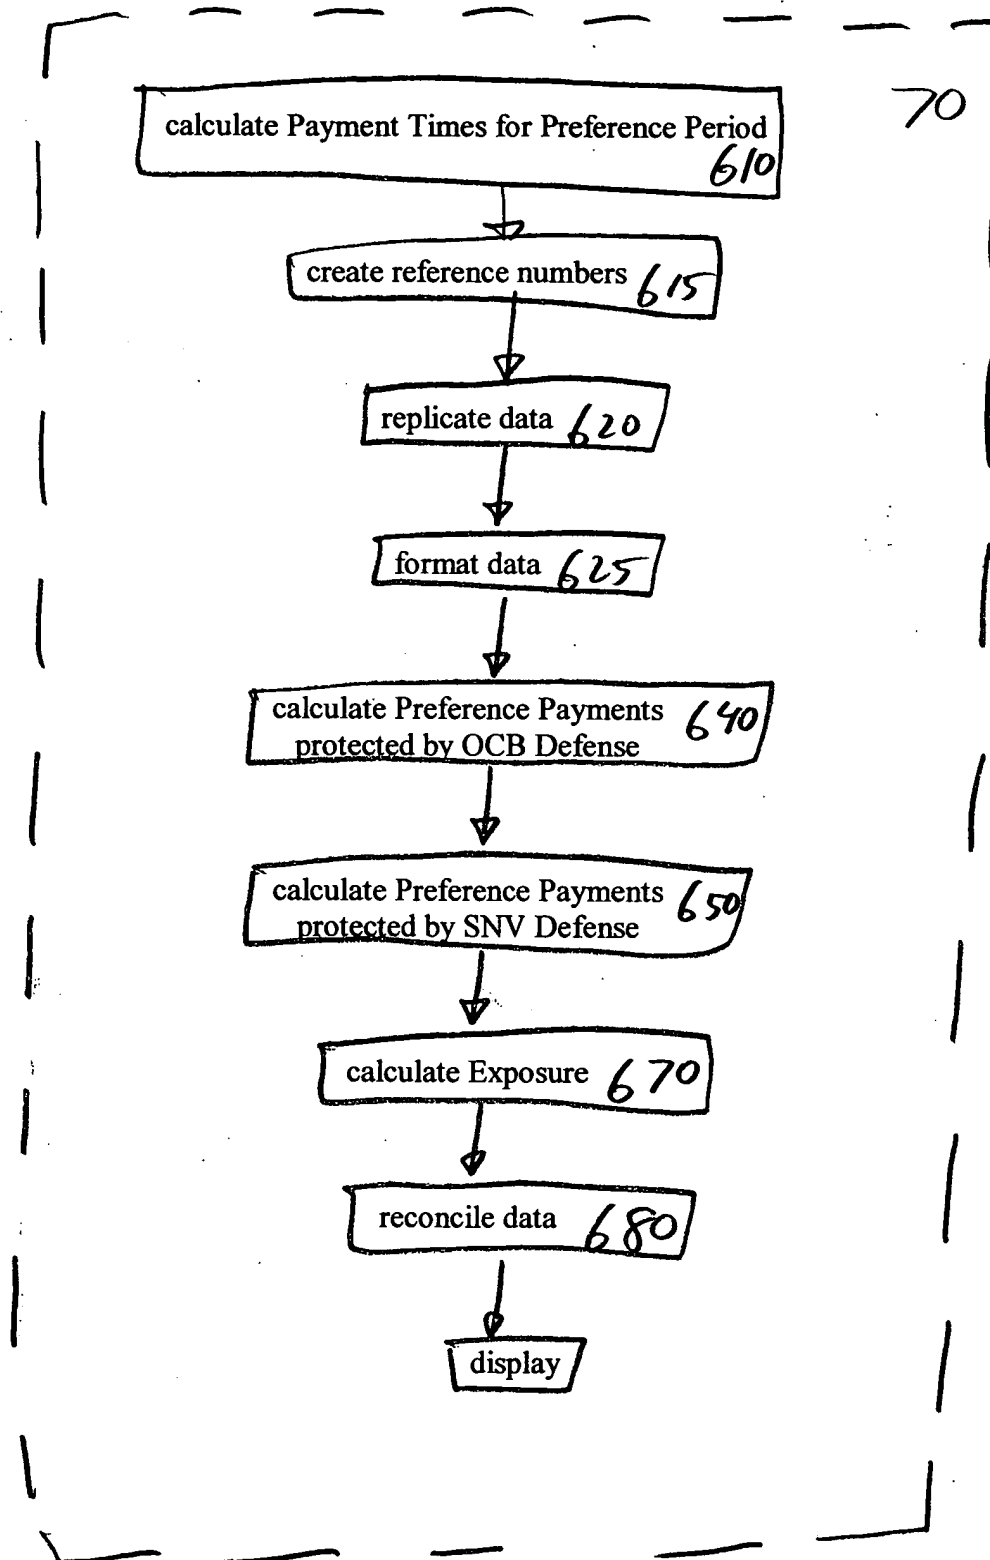 70
calculate Payment Times for Preference Period
610
create reference numbers 615
replicate data 620
format data 625
calculate Preference Payments 640
protected by OCB Defense
calculate Preference Payments 650
protected by SNV Defense
calculate Exposure 670
reconcile data 680
display